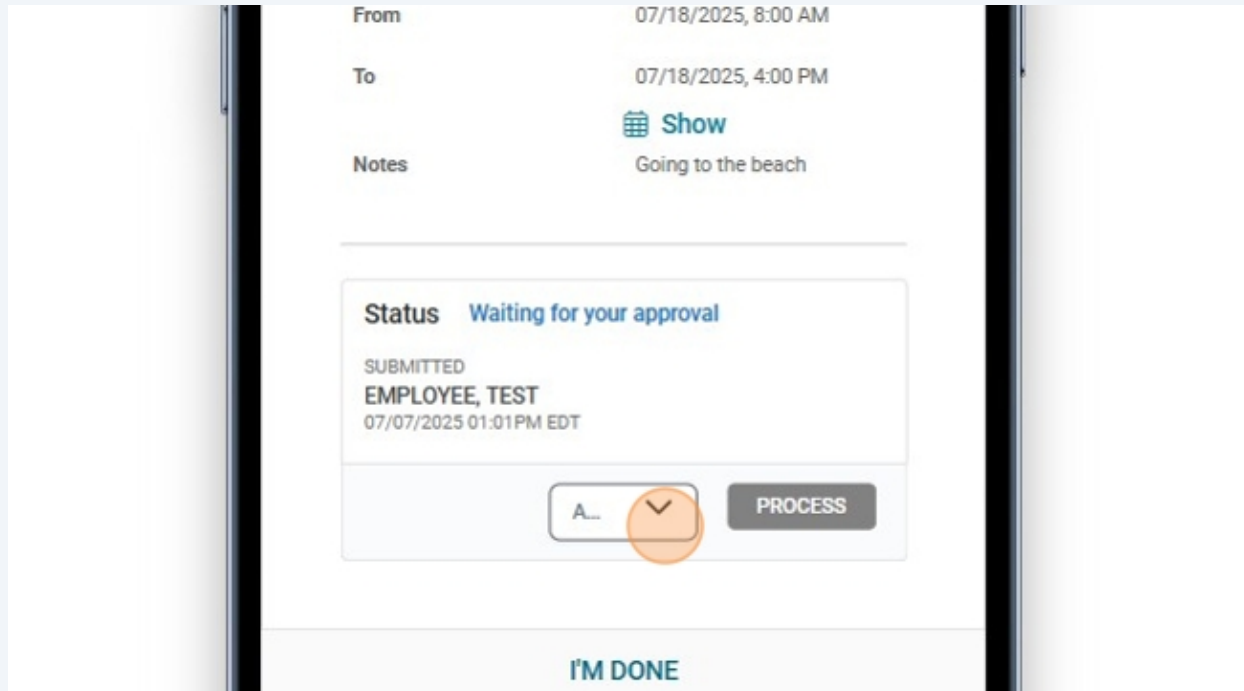 From 07/18/2025, 8:00 AM
To 07/18/2025, 4:00 PM
Show
Notes Going to the beach
Status Waiting for your approval
SUBMITTED
EMPLOYEE, TEST
07/07/2025 01:01PM EDT
A... PROCESS
I'M DONE